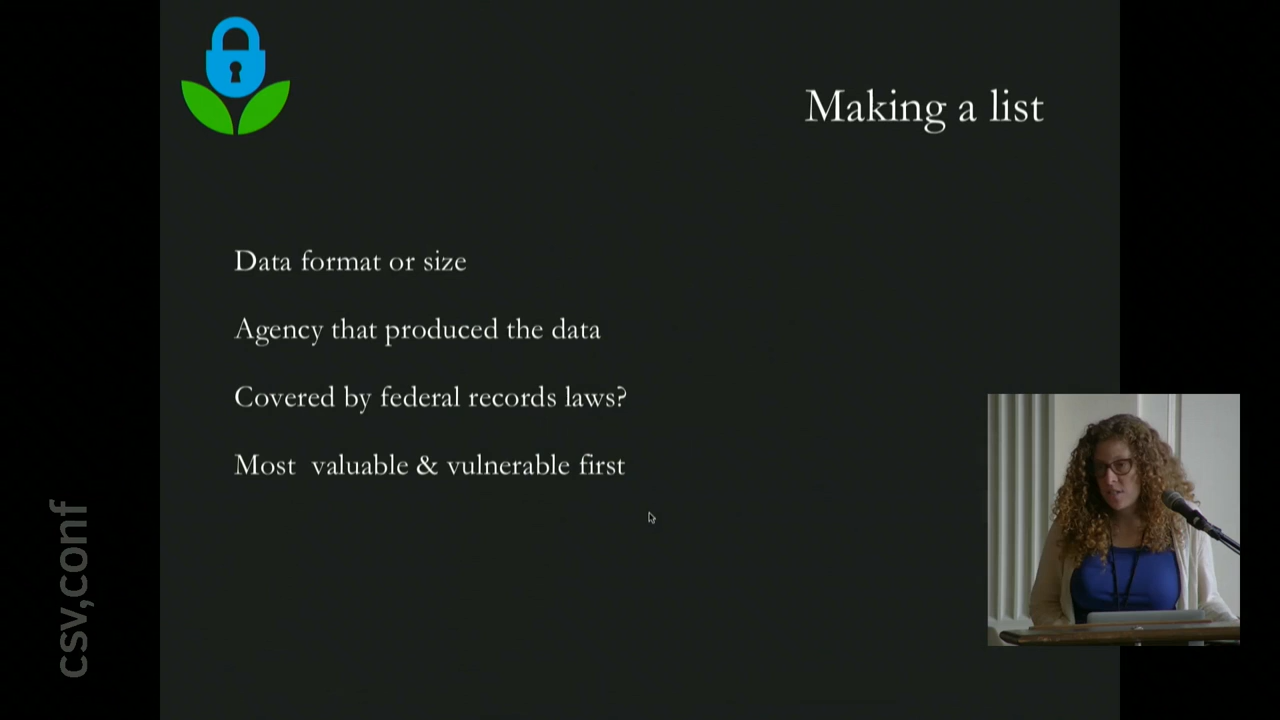 Making a list
Data format or size
Agency that produced the data
Covered by federal records laws?
Most  valuable & vulnerable first
csv,conf